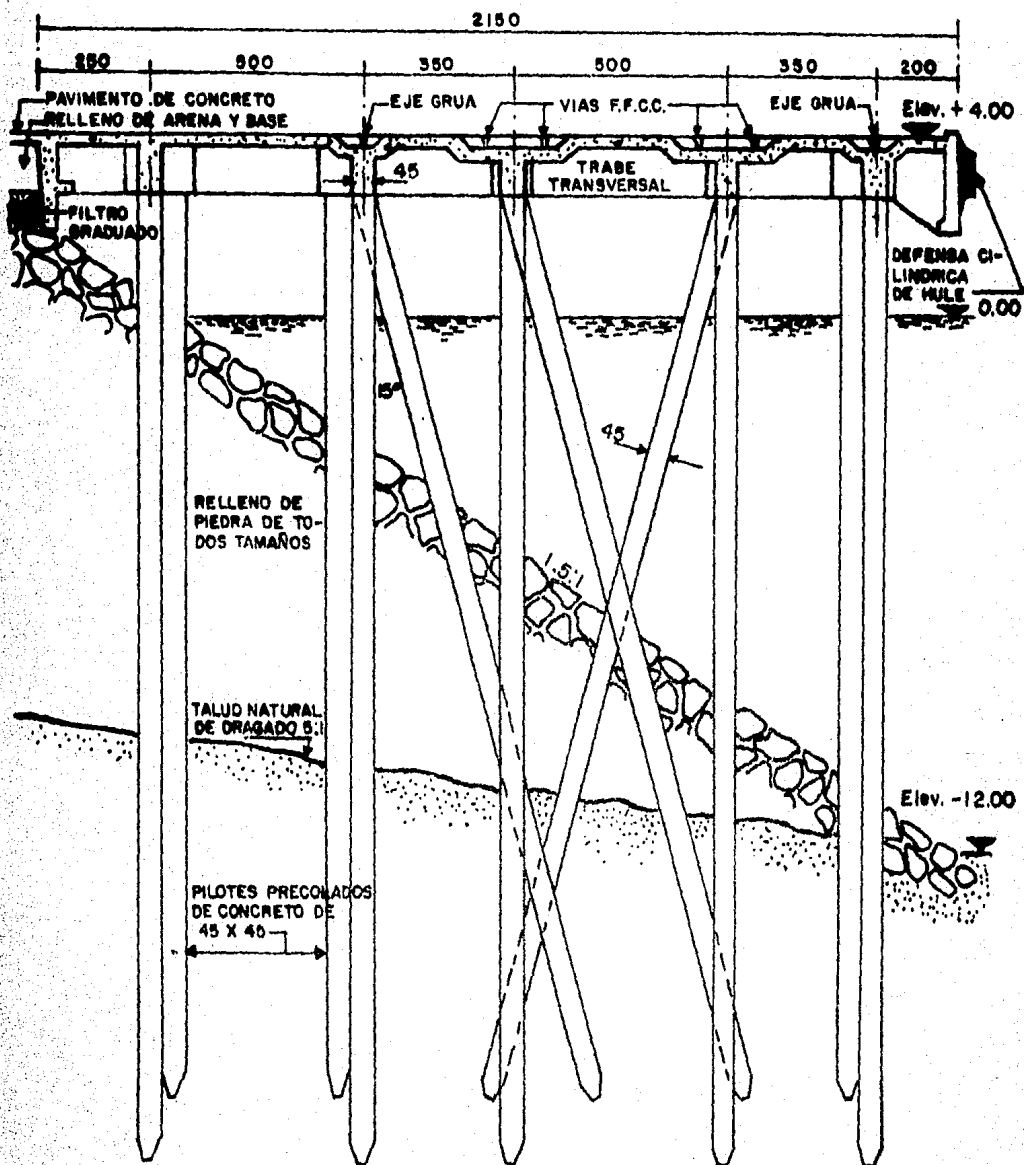 2150
250 500 350 500 350 200
PAVIMENTO DE CONCRETO
RELLENO DE ARENA Y BASE
EJE GRUA
VIAS F.F.C.C.
EJE GRUA
Elev. + 4.00
45
TRABE
TRANSVERSAL
FILTRO
GRADUADO
DEFENSA CI-
LINDRICA
DE HULE
0.00
15°
45
RELLENO DE
PIEDRA DE TO-
DOS TAMAÑOS
1.5:1
TALUD NATURAL
DE DRAGADO 5:1
Elev. -12.00
PILOTES PRECOLADOS
DE CONCRETO DE
45 X 45